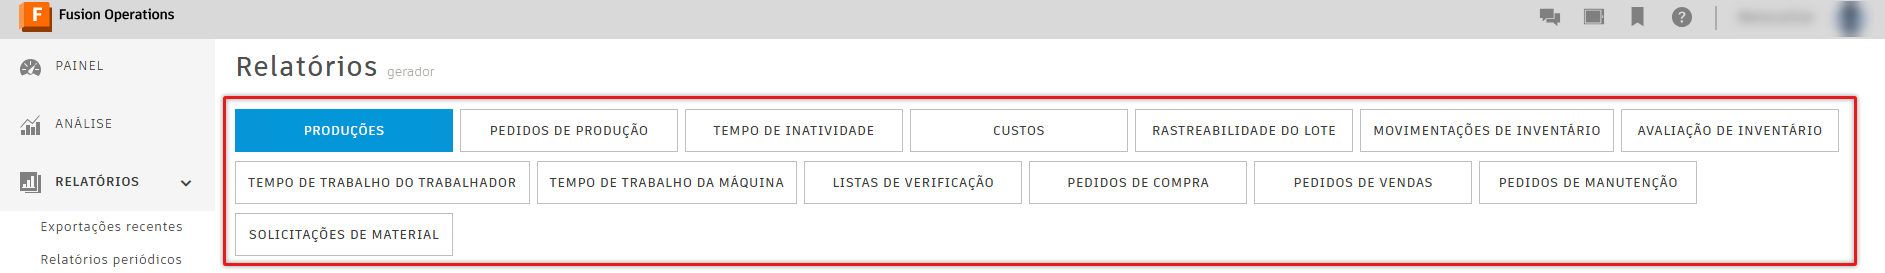 F Fusion Operations
?
PAINEL
ANÁLISE
RELATÓRIOS
Exportações recentes
Relatórios periódicos
Relatórios gerador
PRODUÇÕES PEDIDOS DE PRODUÇÃO TEMPO DE INATIVIDADE CUSTOS RASTREABILIDADE DO LOTE MOVIMENTAÇÕES DE INVENTÁRIO AVALIAÇÃO DE INVENTÁRIO
TEMPO DE TRABALHO DO TRABALHADOR TEMPO DE TRABALHO DA MÁQUINA LISTAS DE VERIFICAÇÃO PEDIDOS DE COMPRA PEDIDOS DE VENDAS PEDIDOS DE MANUTENÇÃO
SOLICITAÇÕES DE MATERIAL